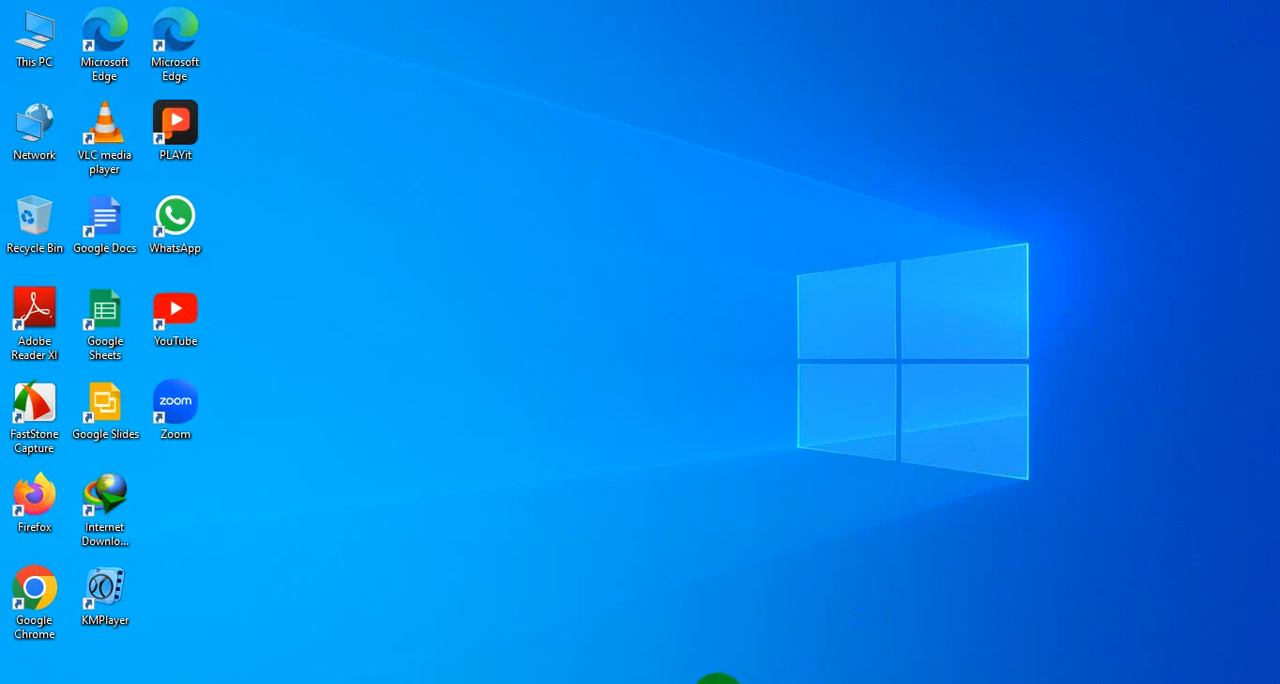 This PC
Microsoft
Edge
Microsoft
Edge
Network
VLC media
player
PLAYit
Recycle Bin
Google Docs
WhatsApp
Adobe
Reader XI
Google
Sheets
YouTube
FastStone
Capture
Google Slides
zoom
Zoom
Firefox
Internet
Downlo...
Google
Chrome
KMPlayer